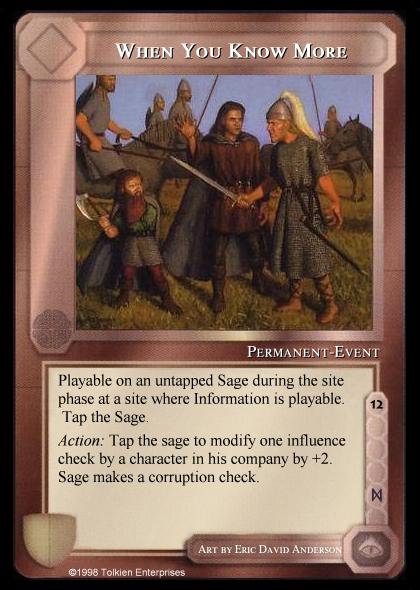 When You Know More
Permanent-Event
Playable on an untapped Sage during the site
phase at a site where Information is playable.
Tap the Sage.
Action: Tap the sage to modify one influence
check by a character in his company by +2.
Sage makes a corruption check.
12
Art by Eric David Anderson
©1998 Tolkien Enterprises